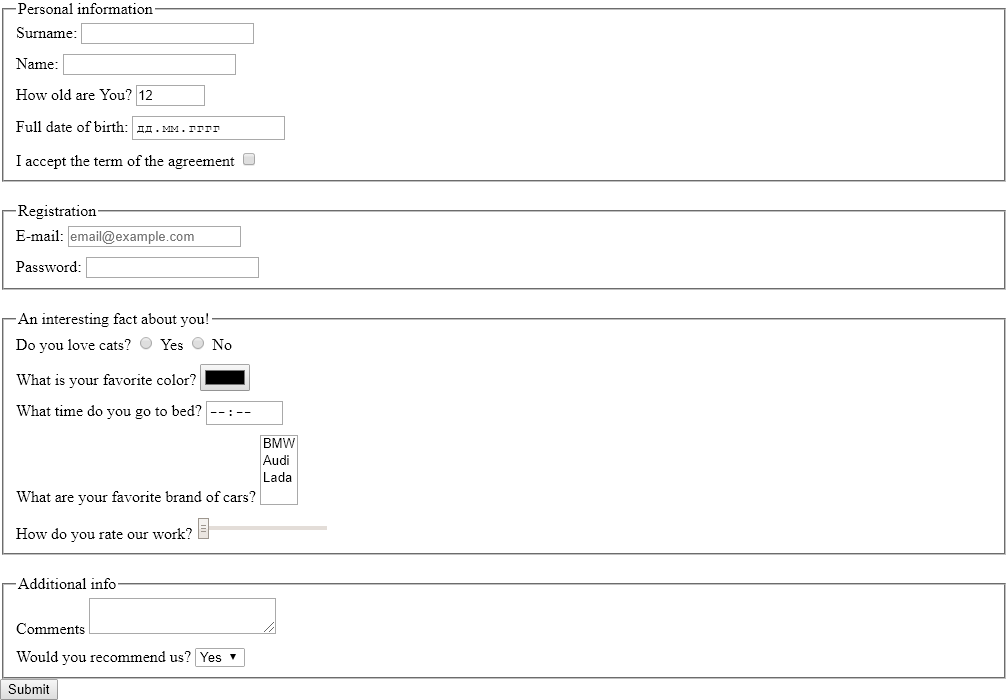 Personal information
Surname:
Name:
How old are You? 12
Full date of birth: дд.мм.гггг
I accept the term of the agreement
Registration
E-mail: email@example.com
Password:
An interesting fact about you!
Do you love cats? Yes No
What is your favorite color?
What time do you go to bed? --:--
BMW
Audi
Lada
What are your favorite brand of cars?
How do you rate our work?
Additional info
Comments
Would you recommend us? Yes
Submit